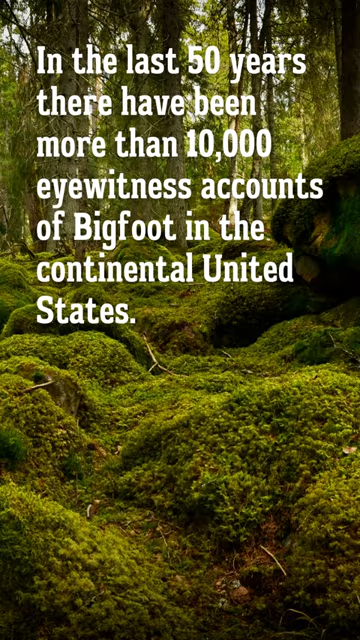 In the last 50 years
there have been
more than 10,000
eyewitness accounts
of Bigfoot in the
continental United
States.